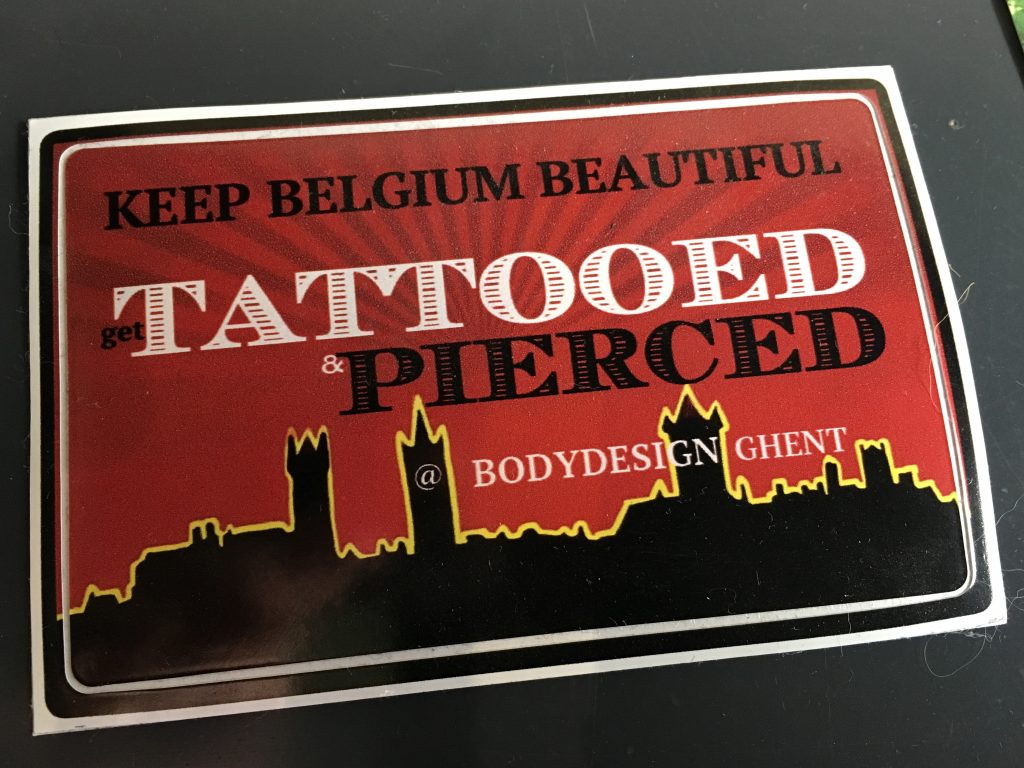 KEEP BELGIUM BEAUTIFUL
get TATTOOED
& PIERCED
@ BODYDESIGN GHENT